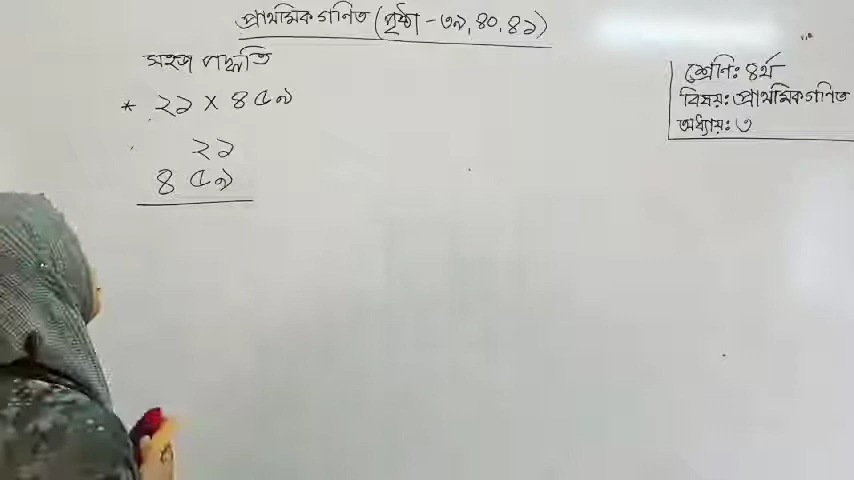 প্রাথমিক গণিত (পৃষ্ঠা - ৩৯, ৪০, ৪১)
সহজ পদ্ধতি
* ২১ × ৪৫৯
২১
৪৫৯
শ্রেণি: ৪র্থ
বিষয়: প্রাথমিক গণিত
অধ্যায়: ৩